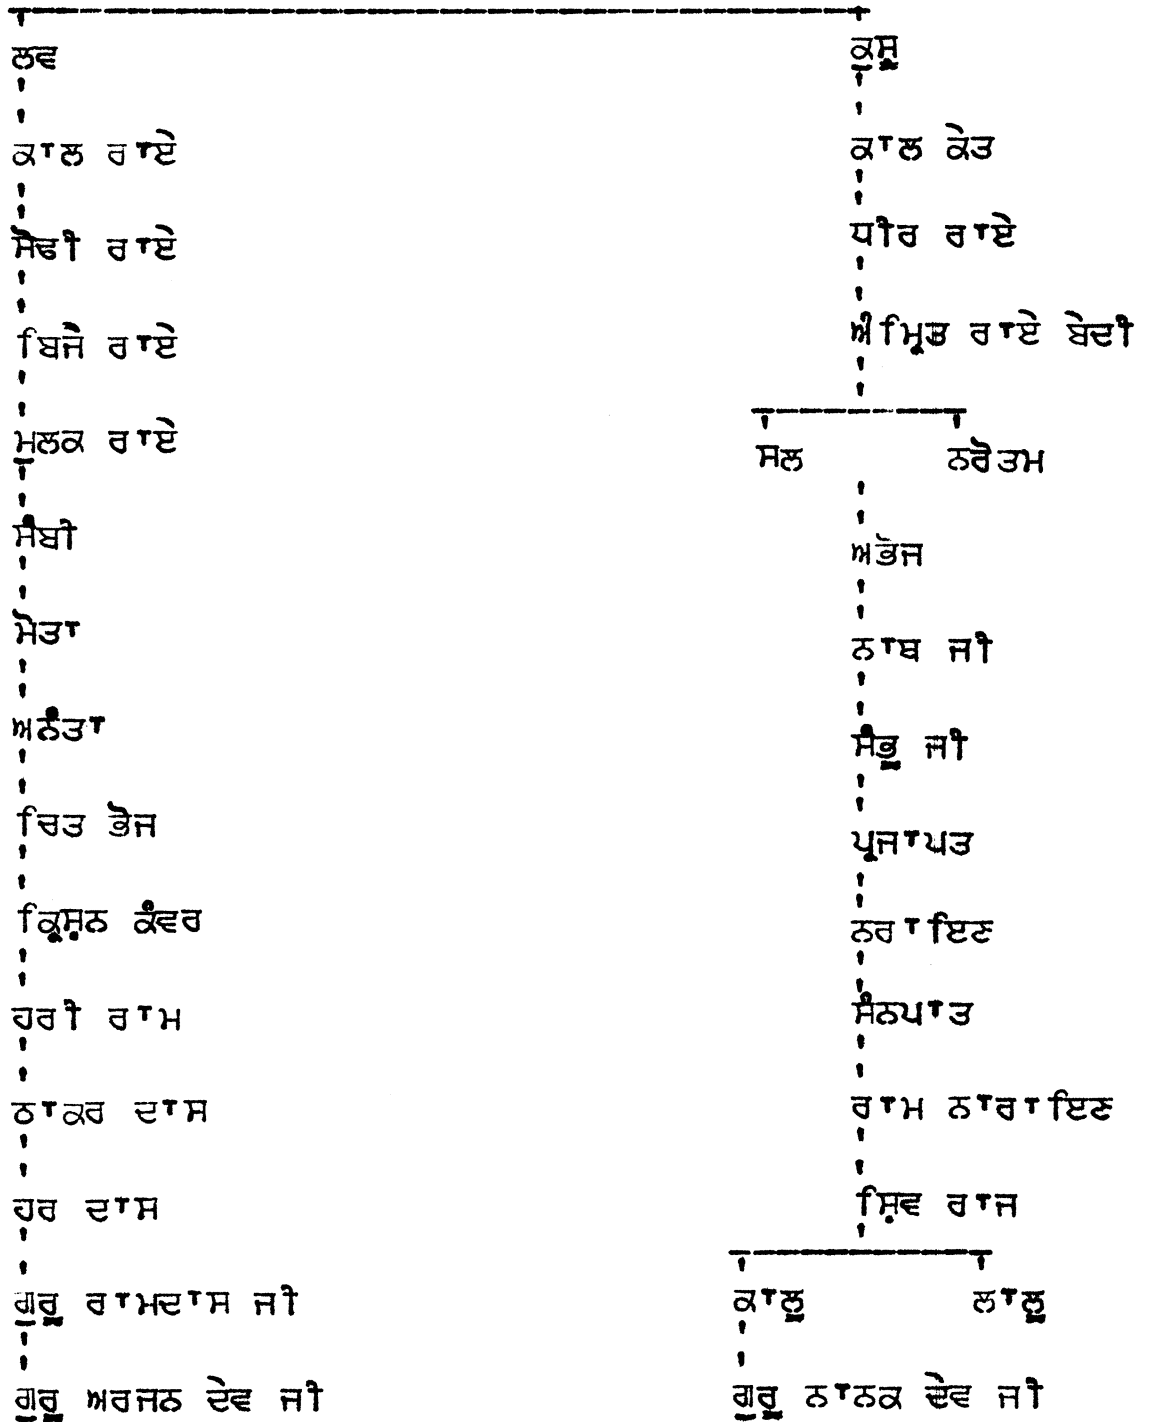 ਲਵ
ਕੁਸੂ
ਕਾਲ ਰਾਏ
ਕਾਲ ਕੇਤ
ਸੋਢੀ ਰਾਏ
ਧੀਰ ਰਾਏ
ਬਿਜੈ ਰਾਏ
ਅੰਮ੍ਰਿਤ ਰਾਏ ਬੇਦੀ
ਮੁਲਕ ਰਾਏ
ਸਲ
ਨਰੋਤਮ
ਸੰਬੀ
ਅਭੋਜ
ਮੋਤਾ
ਨਾਥ ਜੀ
ਅਨੰਤਾ
ਸੰਭੂ ਜੀ
ਚਿਤ ਭੋਜ
ਪ੍ਰਜਾਪਤ
ਕ੍ਰਿਸ਼ਨ ਕੰਵਰ
ਨਰਾਇਣ
ਹਰੀ ਰਾਮ
ਸੰਨਪਾਤ
ਠਾਕਰ ਦਾਸ
ਰਾਮ ਨਾਰਾਇਣ
ਹਰ ਦਾਸ
ਸ਼ਿਵ ਰਾਜ
ਗੁਰੂ ਰਾਮਦਾਸ ਜੀ
ਕਾਲੂ
ਲਾਲੂ
ਗੁਰੂ ਅਰਜਨ ਦੇਵ ਜੀ
ਗੁਰੂ ਨਾਨਕ ਦੇਵ ਜੀ